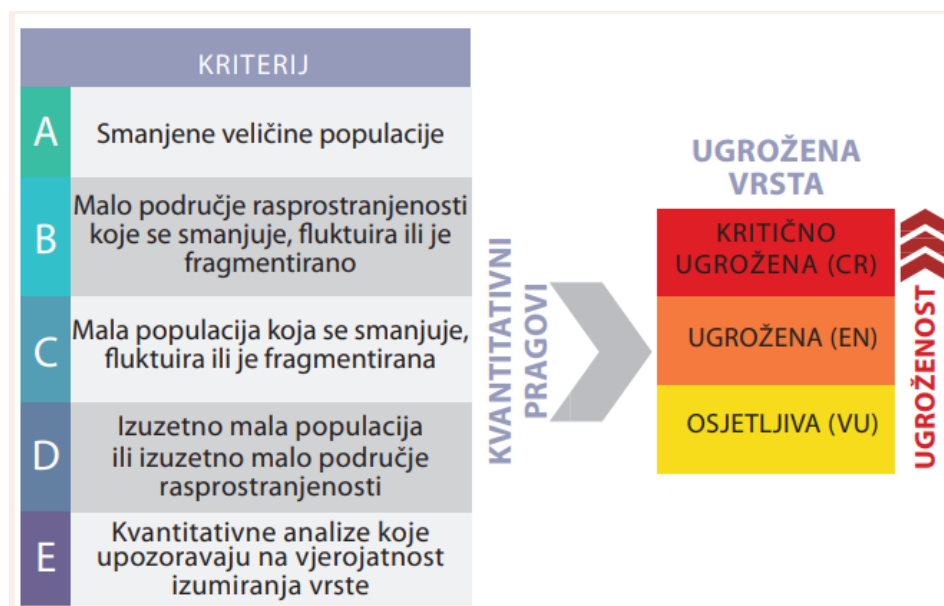 KRITERIJ
A
Smanjene veličine populacije
B
Malo područje rasprostranjenosti
koje se smanjuje, fluktuira ili je
fragmentirano
C
Mala populacija koja se smanjuje,
fluktuira ili je fragmentirana
D
Izuzetno mala populacija
ili izuzetno malo područje
rasprostranjenosti
E
Kvantitativne analize koje
upozoravaju na vjerojatnost
izumiranja vrste
KVANTITATIVNI
PRAGOVI
UGROŽENA
VRSTA
KRITIČNO
UGROŽENA (CR)
UGROŽENA (EN)
OSJETLJIVA (VU)
UGROŽENOST